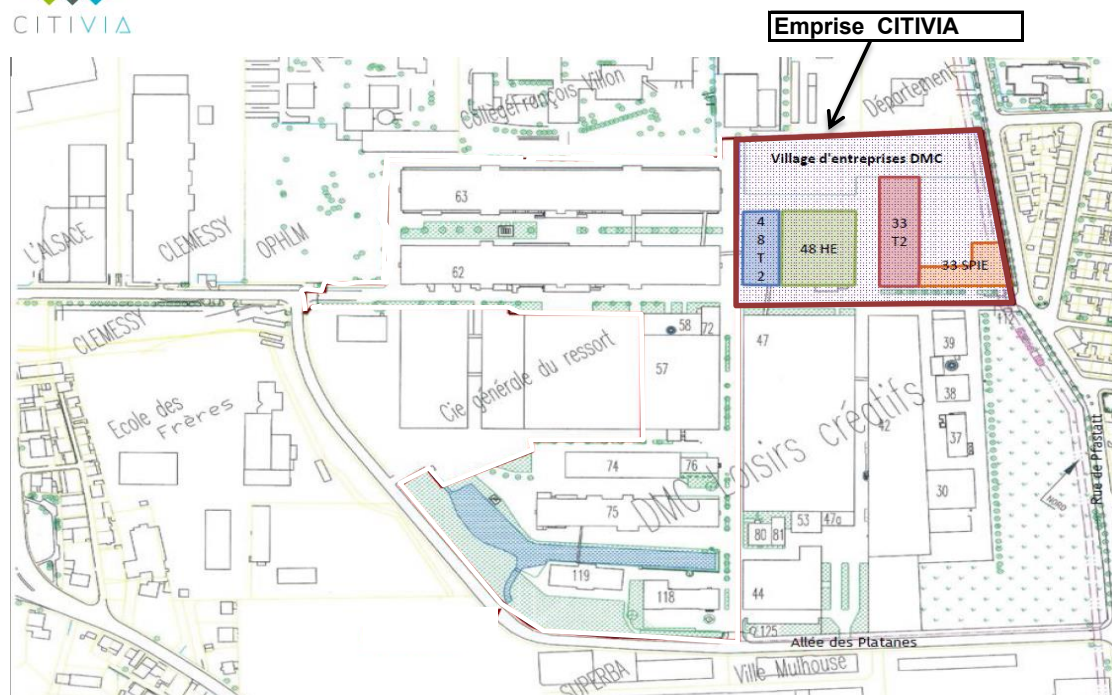 CITIVIA
Emprise CITIVIA
Collège François Villon
Département
Village d'entreprises DMC
63
L'ALSACE
CLEMESSY
OPHLM
62
4
8
T
2
48 HE
33
T2
33 SPIE
CLEMESSY
58
72
47
57
Cie générale du ressort
39
38
37
42
30
Ecole des
Frères
74
76
75
DMC Loisirs créatifs
53
47a
80
81
119
118
44
125
NORD
Rue de Pfastatt
Allée des Platanes
SUPERBA
Ville Mulhouse